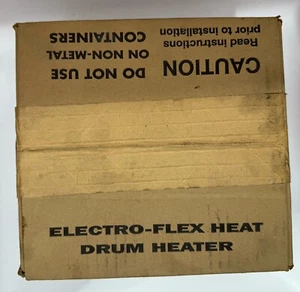 CAUTION
Read instructions
prior to installation
DO NOT USE
ON NON-METAL
CONTAINERS
ELECTRO-FLEX HEAT
DRUM HEATER